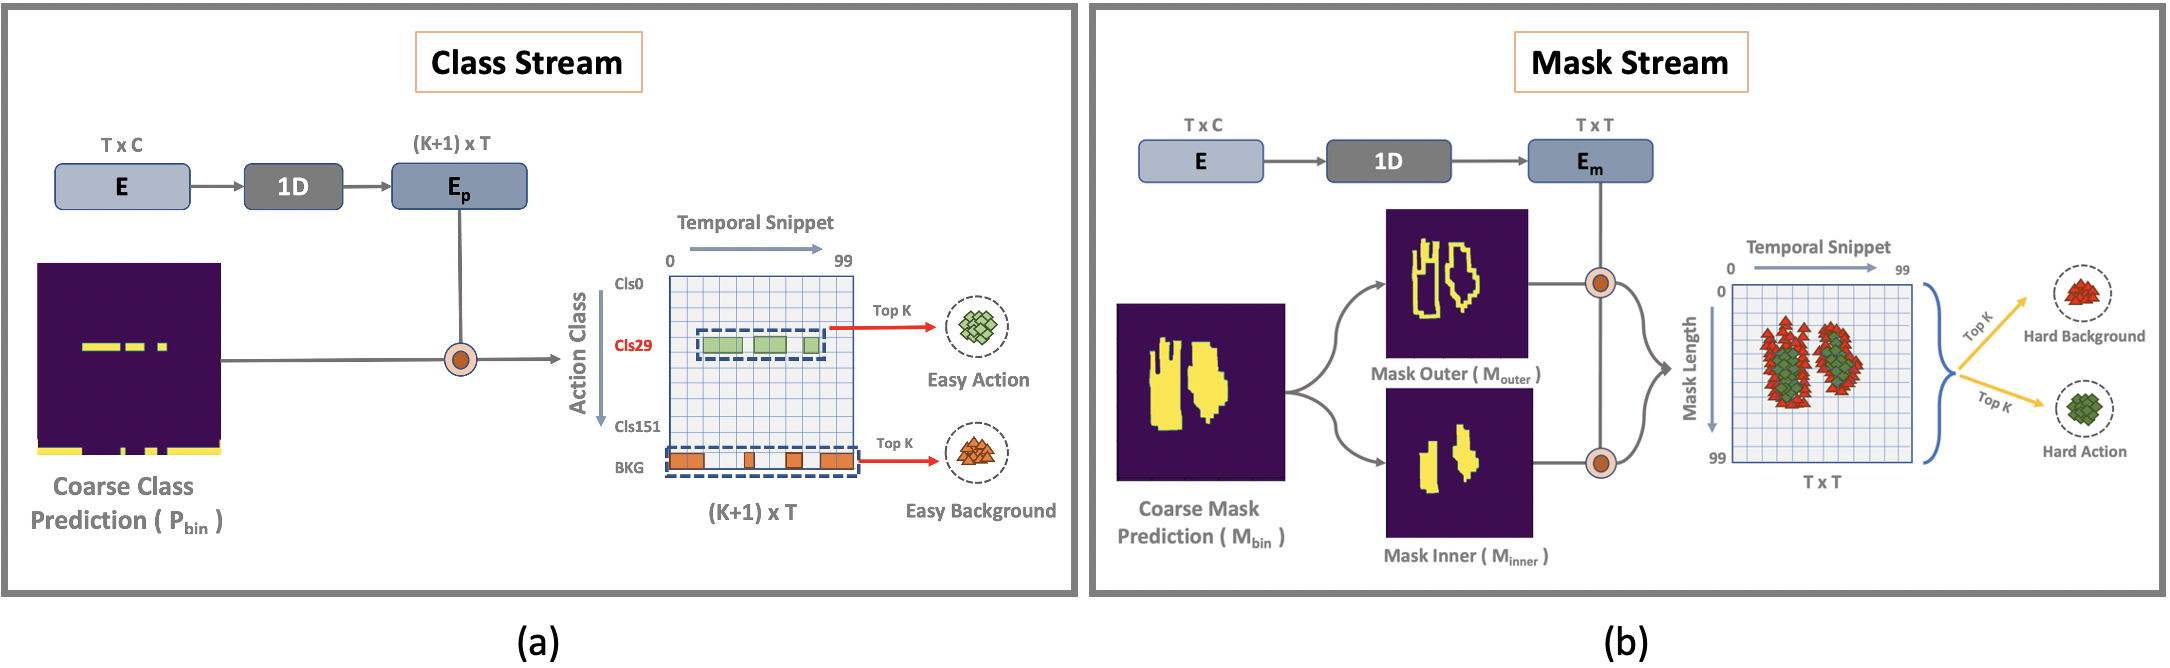 Class Stream
T x C
(K+1) x T
E
1D
Ep
Temporal Snippet
0
99
Action Class
Cls0
Cls29
Cls151
BKG
Top K
Easy Action
Top K
Easy Background
(K+1) x T
Coarse Class
Prediction ( Pbin )
(a)
Mask Stream
T x C
T x T
E
1D
Em
Mask Outer ( Mouter )
Mask Inner ( Minner )
Coarse Mask
Prediction ( Mbin )
Temporal Snippet
0
99
0
Mask Length
99
T x T
Top K
Hard Background
Top K
Hard Action
(b)